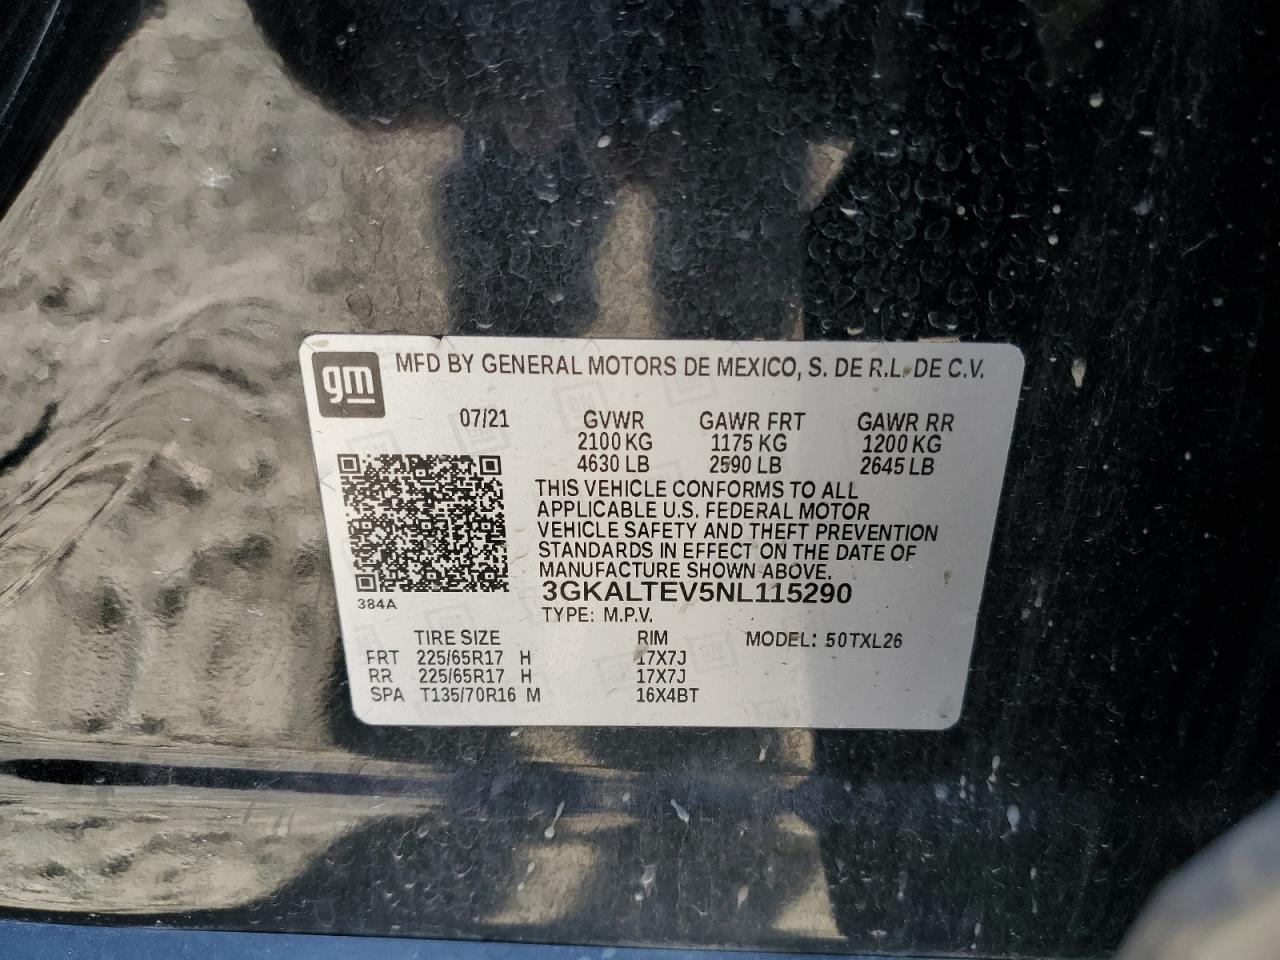 gm
MFD BY GENERAL MOTORS DE MEXICO, S. DE R.L. DE C.V.
07/21 GVWR GAWR FRT GAWR RR
2100 KG 1175 KG 1200 KG
4630 LB 2590 LB 2645 LB
THIS VEHICLE CONFORMS TO ALL
APPLICABLE U.S. FEDERAL MOTOR
VEHICLE SAFETY AND THEFT PREVENTION
STANDARDS IN EFFECT ON THE DATE OF
MANUFACTURE SHOWN ABOVE.
3GKALTEV5NL115290
384A
TYPE: M.P.V.
TIRE SIZE RIM MODEL: 50TXL26
FRT 225/65R17 H 17X7J
RR 225/65R17 H 17X7J
SPA T135/70R16 M 16X4BT